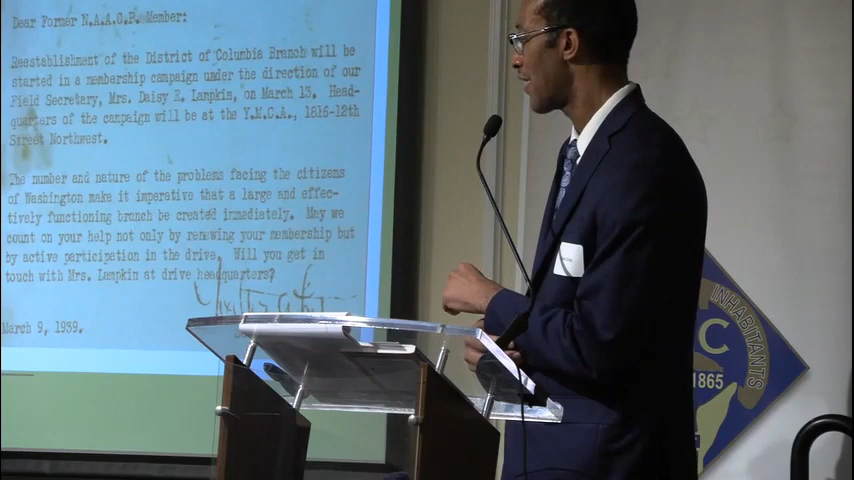 Dear Former N.A.A.C.P. Member:
Reestablishment of the District of Columbia Branch will be
started in a membership campaign under the direction of our
Field Secretary, Mrs. Daisy E. Lampkin, on March 13. Head-
quarters of the campaign will be at the Y.M.C.A., 1816-12th
Street Northwest.
The number and nature of the problems facing the citizens
of Washington make it imperative that a large and effec-
tively functioning branch be created immediately. May we
count on your help not only by renewing your membership but
by active participation in the drive. Will you get in
touch with Mrs. Lampkin at drive headquarters?
March 9, 1939.
INHABITANTS
C
1865